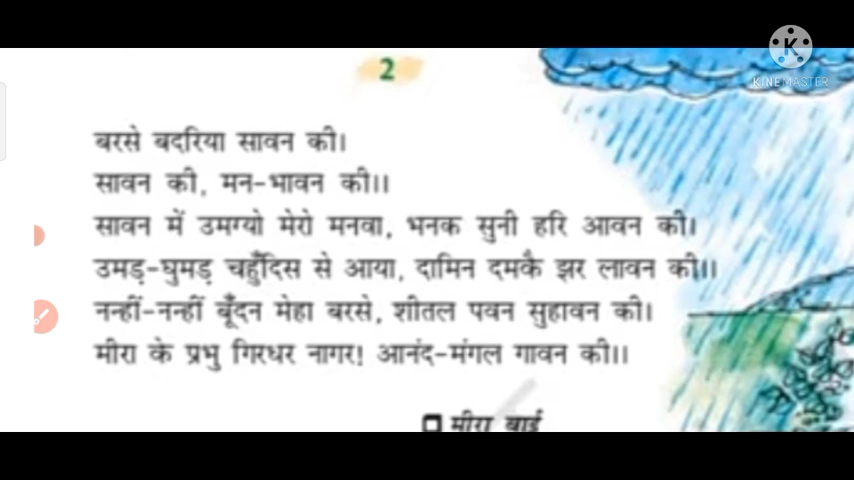 KINEMASTER
2
बरसे बदरिया सावन की।
सावन की, मन-भावन की।।
सावन में उमग्यो मेरो मनवा, भनक सुनी हरि आवन की।
उमड़-घुमड़ चहुँदिस से आया, दामिन दमकै झर लावन की।।
नन्हीं-नन्हीं बूँदन मेहा बरसे, शीतल पवन सुहावन की।
मीरा के प्रभु गिरधर नागर! आनंद-मंगल गावन की।।
मीरा बाई